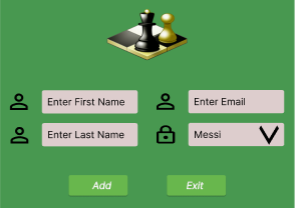 Enter First Name
Enter Email
Enter Last Name
Messi
Add
Exit